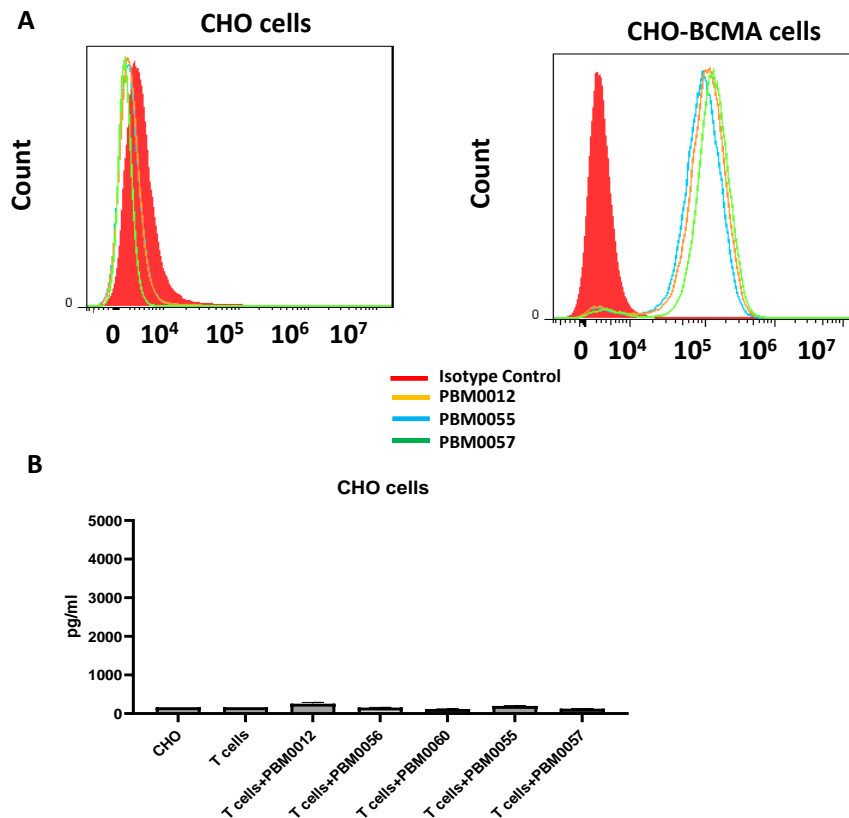 A
CHO cells
CHO-BCMA cells
Count
Count
0
0
0 10⁴ 10⁵ 10⁶ 10⁷
0 10⁴ 10⁵ 10⁶ 10⁷
Isotype Control
PBM0012
PBM0055
PBM0057
B
CHO cells
pg/ml
5000
4000
3000
2000
1000
0
CHO
T cells
T cells+PBM0012
T cells+PBM0056
T cells+PBM0060
T cells+PBM0055
T cells+PBM0057